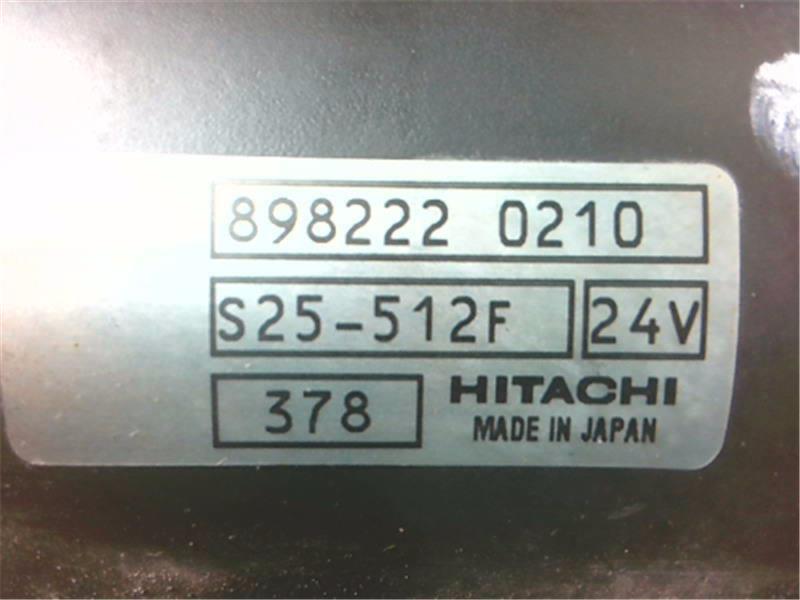 898222 0210
S25-512F 24V
378 HITACHI
MADE IN JAPAN